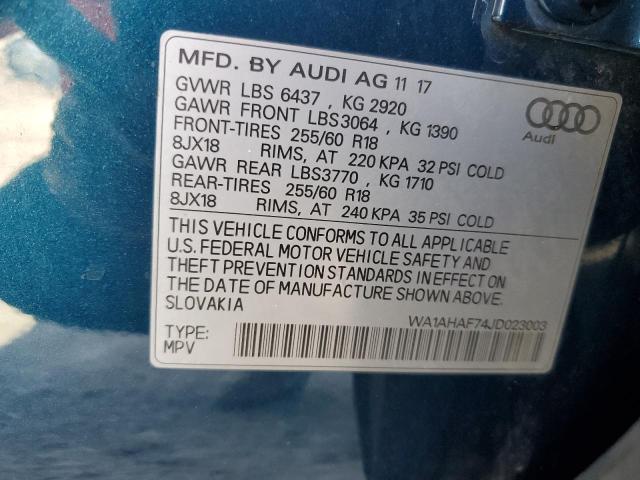 MFD. BY AUDI AG 11 17
GVWR LBS 6437 , KG 2920
GAWR FRONT LBS3064 , KG 1390
FRONT-TIRES 255/60 R18
8JX18 RIMS, AT 220 KPA 32 PSI COLD
GAWR REAR LBS3770 , KG 1710
REAR-TIRES 255/60 R18
8JX18 RIMS, AT 240 KPA 35 PSI COLD
Audi
THIS VEHICLE CONFORMS TO ALL APPLICABLE
U.S. FEDERAL MOTOR VEHICLE SAFETY AND
THEFT PREVENTION STANDARDS IN EFFECT ON
THE DATE OF MANUFACTURE SHOWN ABOVE.
SLOVAKIA
WA1AHAF74JD023003
TYPE:
MPV